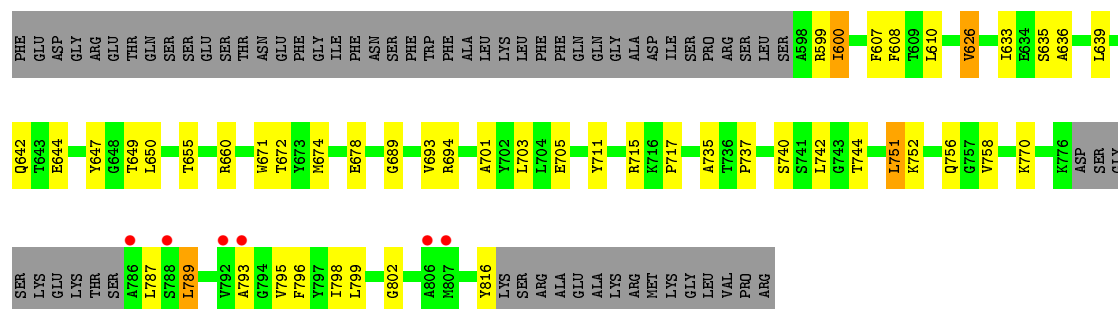 PHE GLU ASP GLY ARG GLU THR GLN SER SER GLU SER THR ASN GLU PHE GLY ILE PHE ASN SER PHE TRP PHE ALA LEU LYS LEU PHE PHE GLN GLN GLY ALA ASP ILE SER PRO ARG SER LEU SER A598 R599 I600 F607 F608 T609 L610 V626 I633 E634 S635 A636 L639
Q642 T643 E644 Y647 G648 T649 L650 T655 R660 W671 T672 Y673 M674 E678 G689 V693 R694 A701 Y702 L703 L704 E705 Y711 R715 K716 P717 A735 T736 P737 S740 S741 L742 G743 T744 L751 K752 Q756 G757 V758 K770 K776 ASP SER GLY
SER LYS GLU LYS THR SER A786 L787 S788 L789 V792 A793 G794 V795 F796 Y797 I798 L799 G802 A806 M807 Y816 LYS SER ARG ALA GLU ALA LYS ARG MET LYS GLY LEU VAL PRO ARG